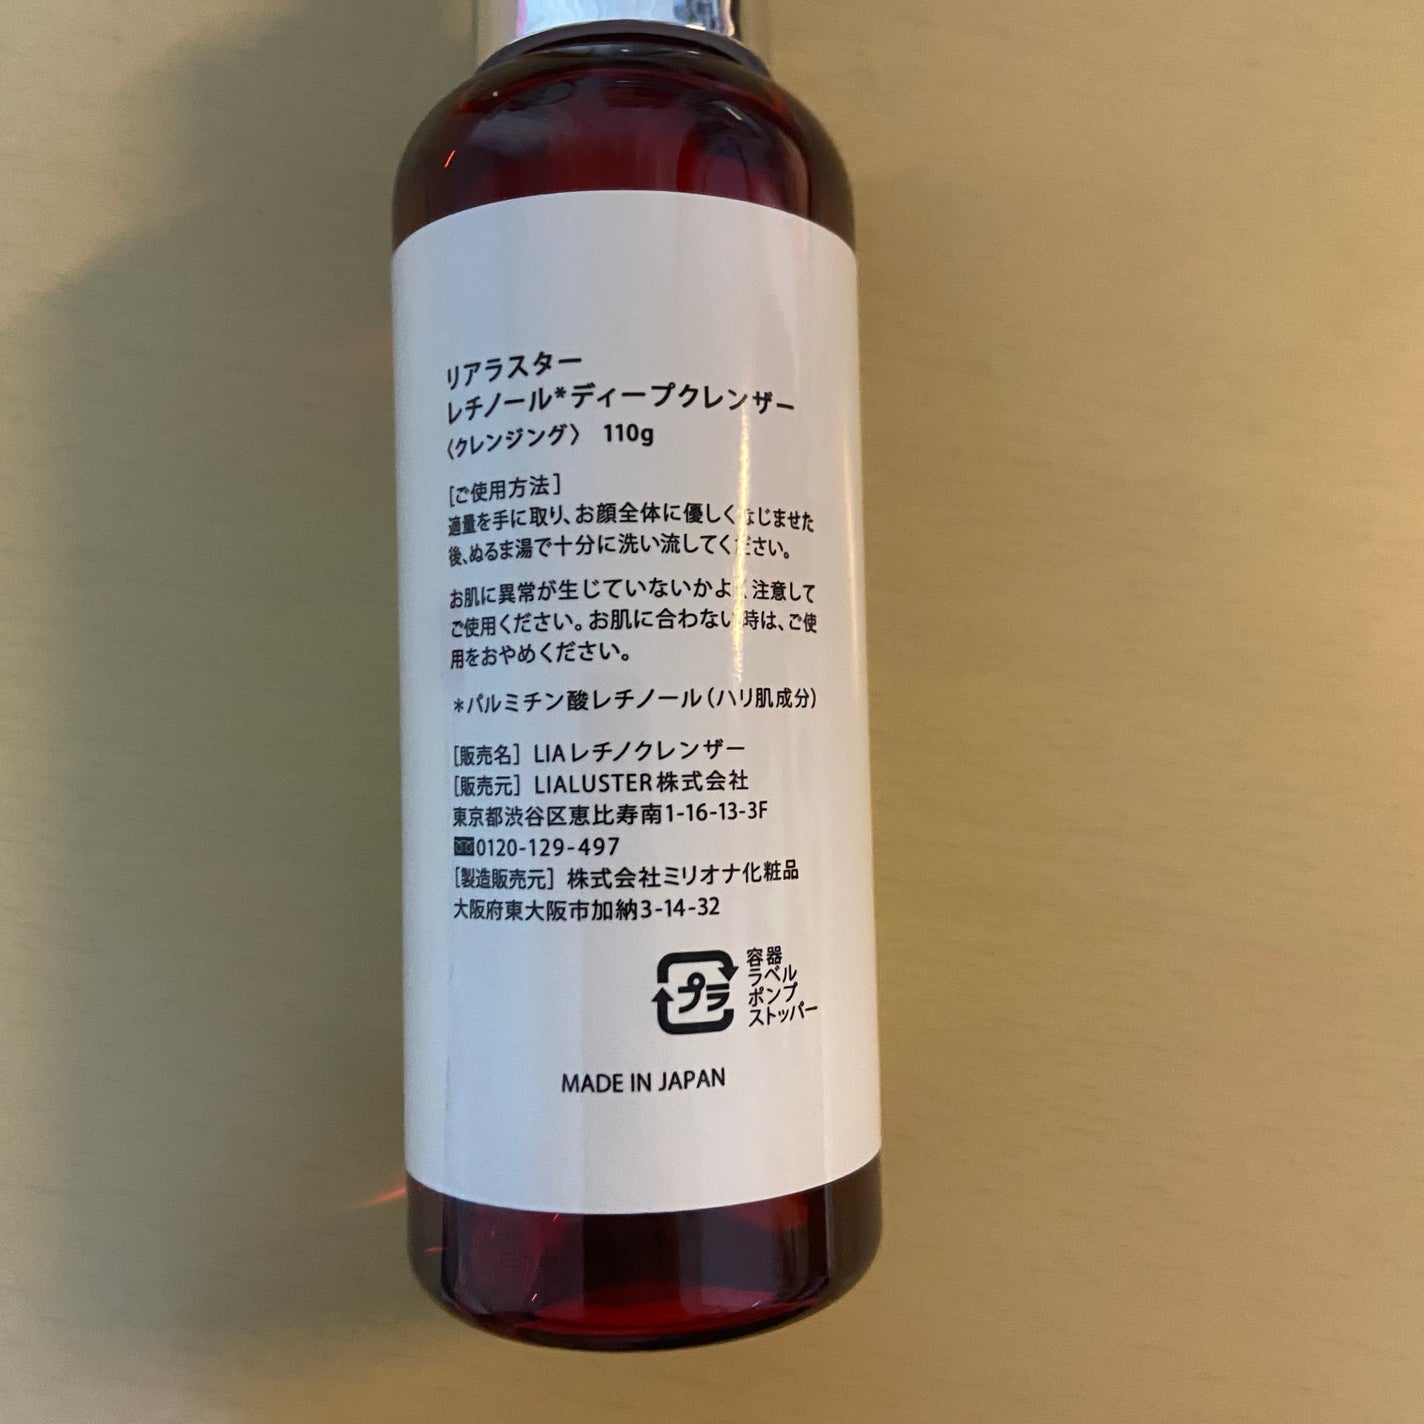 リアラスター
レチノール*ディープクレンザー
〈クレンジング〉 110g
[ご使用方法]
適量を手に取り、お顔全体に優しくなじませた
後、ぬるま湯で十分に洗い流してください。
お肌に異常が生じていないかよく注意して
ご使用ください。お肌に合わない時は、ご使
用をおやめください。
*パルミチン酸レチノール(ハリ肌成分)
[販売名] LIAレチノクレンザー
[販売元] LIALUSTER株式会社
東京都渋谷区恵比寿南1-16-13-3F
0120-129-497
[製造販売元] 株式会社ミリオナ化粧品
大阪府東大阪市加納3-14-32
プラ
容器
ラベル
ポンプ
ストッパー
MADE IN JAPAN